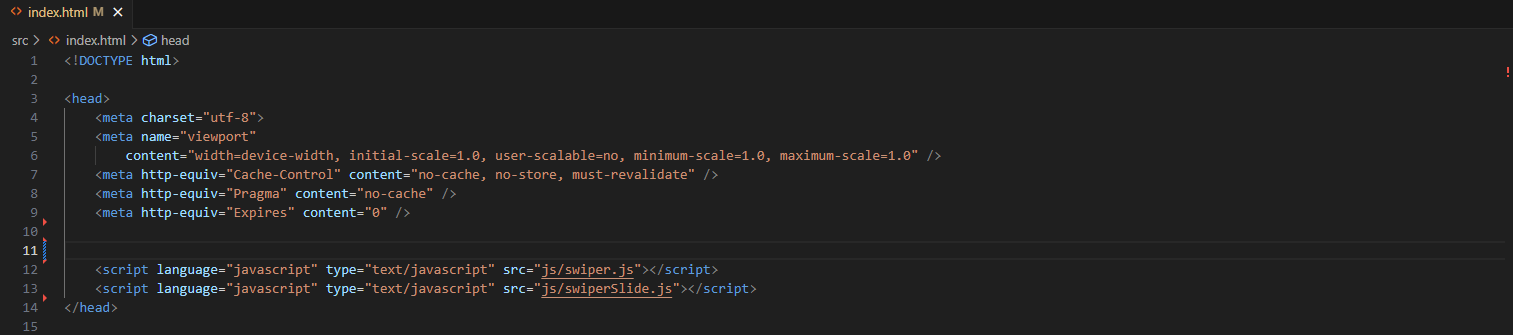 index.html M
src > index.html > head
1 <!DOCTYPE html>
2
3 <head>
4     <meta charset="utf-8">
5     <meta name="viewport"
6         content="width=device-width, initial-scale=1.0, user-scalable=no, minimum-scale=1.0, maximum-scale=1.0" />
7     <meta http-equiv="Cache-Control" content="no-cache, no-store, must-revalidate" />
8     <meta http-equiv="Pragma" content="no-cache" />
9     <meta http-equiv="Expires" content="0" />
10
11
12     <script language="javascript" type="text/javascript" src="js/swiper.js"></script>
13     <script language="javascript" type="text/javascript" src="js/swiperSlide.js"></script>
14 </head>
15